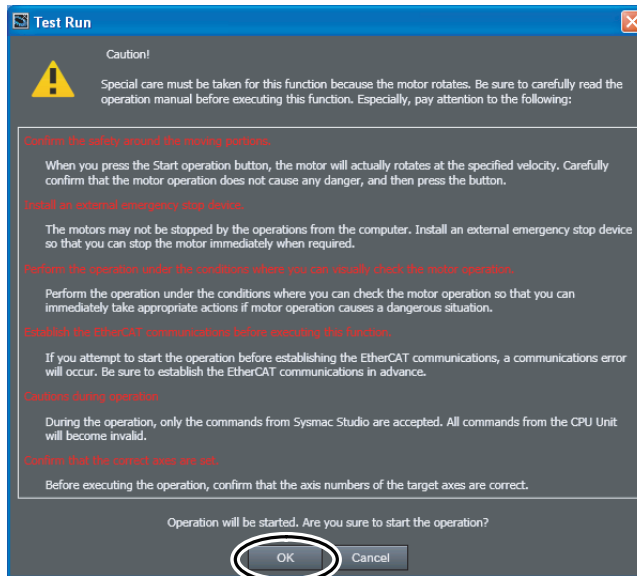 Test Run
Caution!
Special care must be taken for this function because the motor rotates. Be sure to carefully read the
operation manual before executing this function. Especially, pay attention to the following:
Confirm the safety around the moving portions.
When you press the Start operation button, the motor will actually rotates at the specified velocity. Carefully
confirm that the motor operation does not cause any danger, and then press the button.
Install an external emergency stop device.
The motors may not be stopped by the operations from the computer. Install an external emergency stop device
so that you can stop the motor immediately when required.
Perform the operation under the conditions where you can visually check the motor operation.
Perform the operation under the conditions where you can check the motor operation so that you can
immediately take appropriate actions if motor operation causes a dangerous situation.
Establish the EtherCAT communications before executing this function.
If you attempt to start the operation before establishing the EtherCAT communications, a communications error
will occur. Be sure to establish the EtherCAT communications in advance.
Cautions during operation
During the operation, only the commands from Sysmac Studio are accepted. All commands from the CPU Unit
will become invalid.
Confirm that the correct axes are set.
Before executing the operation, confirm that the axis numbers of the target axes are correct.
Operation will be started. Are you sure to start the operation?
OK Cancel